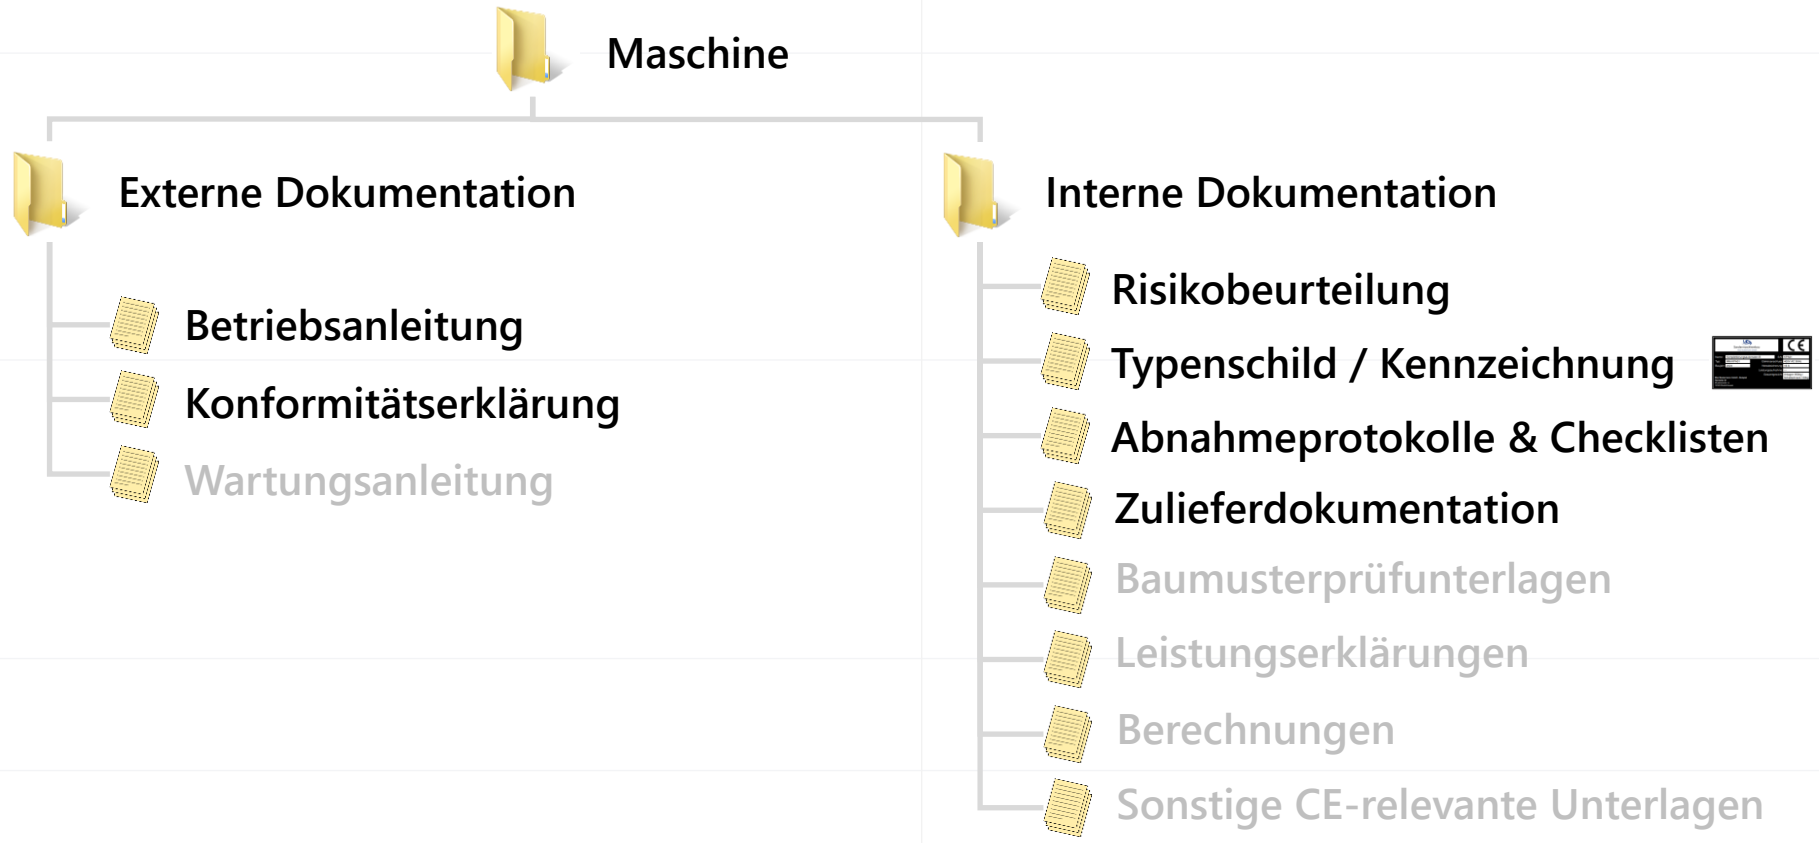 Maschine
Externe Dokumentation
Betriebsanleitung
Konformitätserklärung
Wartungsanleitung
Interne Dokumentation
Risikobeurteilung
Typenschild / Kennzeichnung
CE
Abnahmeprotokolle & Checklisten
Zulieferdokumentation
Baumusterprüfunterlagen
Leistungserklärungen
Berechnungen
Sonstige CE-relevante Unterlagen